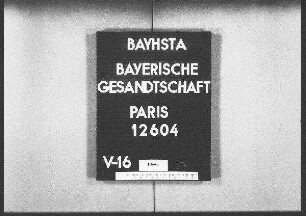 BAYHSTA
BAYERISCHE
GESANDTSCHAFT
PARIS
12604
V-16